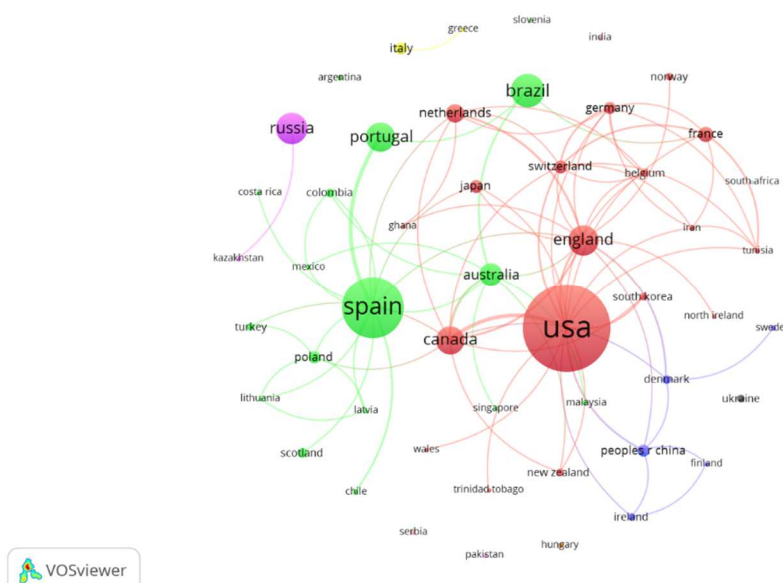 slovenia
greece
india
italy
argentina
norway
brazil
germany
netherlands
russia
portugal
france
switzerland
belgium
south africa
japan
costa rica
colombia
ghana
iran
england
tunisia
kazakhstan
mexico
australia
south korea
spain
north ireland
turkey
usa
swede
canada
poland
denmark
lithuania
ukraine
latvia
singapore
malaysia
wales
peoples r china
scotland
finland
new zealand
chile
trinidad tobago
ireland
serbia
hungary
pakistan
VOSviewer